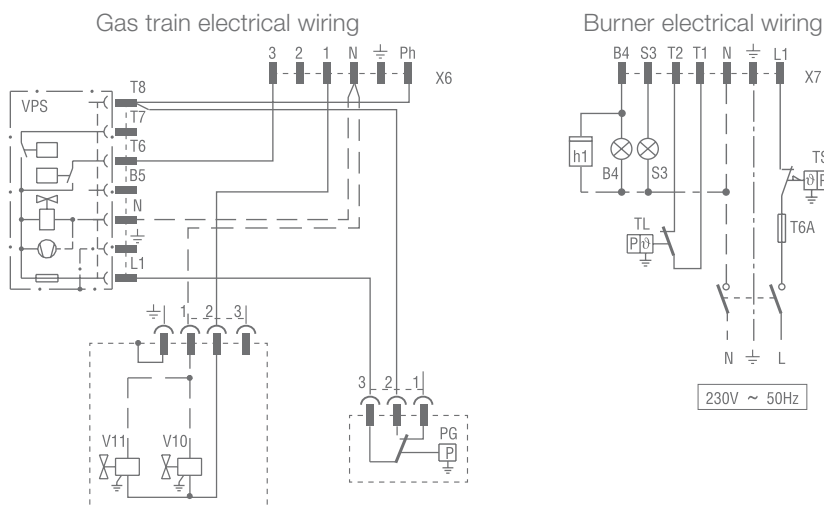 Gas train electrical wiring
Burner electrical wiring
3 2 1 N Ph
X6
B4 S3 T2 T1 N L1
X7
VPS
T8
T7
T6
B5
N
L1
h1
B4
S3
TS
TL
P ϑ
ϑ
T6A
1 2 3
N L
3 2 1
230V ~ 50Hz
V11
V10
PG
P